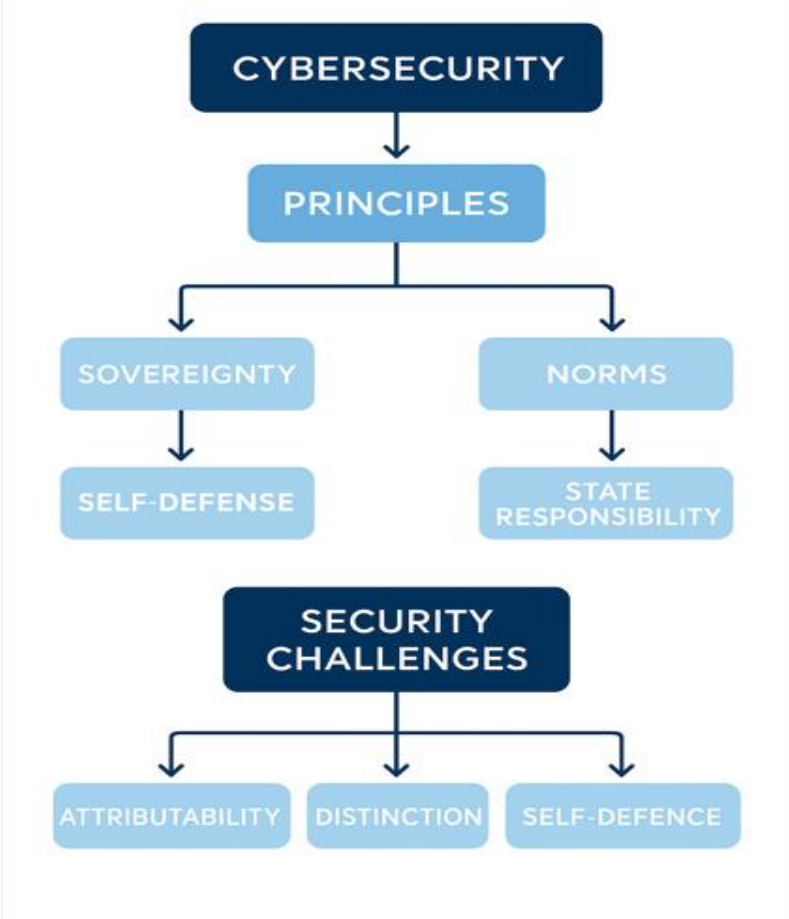 CYBERSECURITY
PRINCIPLES
SOVEREIGNTY
NORMS
SELF-DEFENSE
STATE
RESPONSIBILITY
SECURITY
CHALLENGES
ATTRIBUTABILITY
DISTINCTION
SELF-DEFENCE